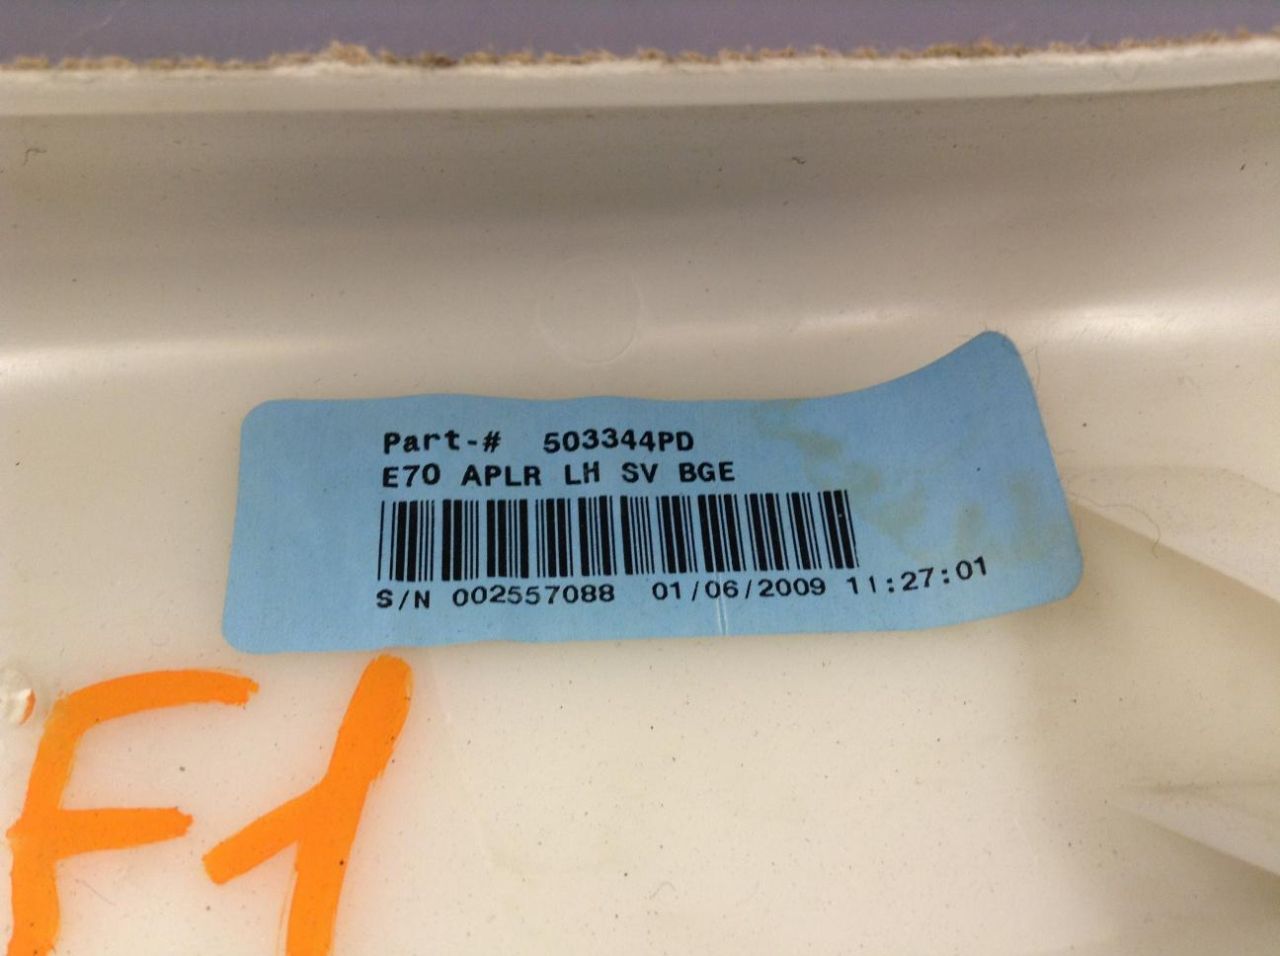 Part-# 503344PD
E70 APLR LH SV BGE
S/N 002557088 01/06/2009 11:27:01
F1